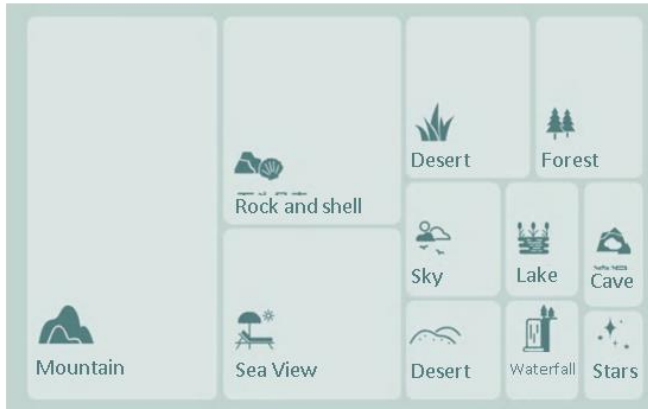 Mountain
Rock and shell
Sea View
Desert
Forest
Sky
Lake
Cave
Desert
Waterfall
Stars